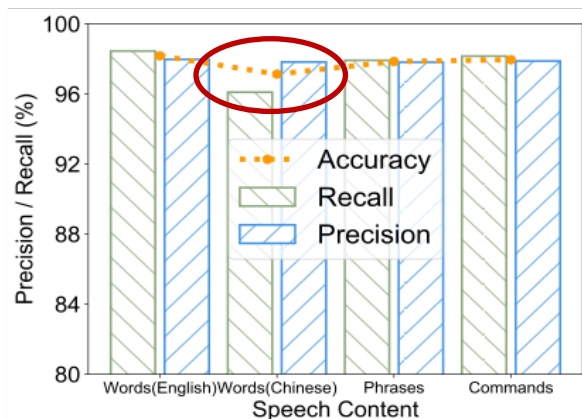 100
96
92
88
84
80
Precision / Recall (%)
Accuracy
Recall
Precision
Words(English)
Words(Chinese)
Phrases
Commands
Speech Content